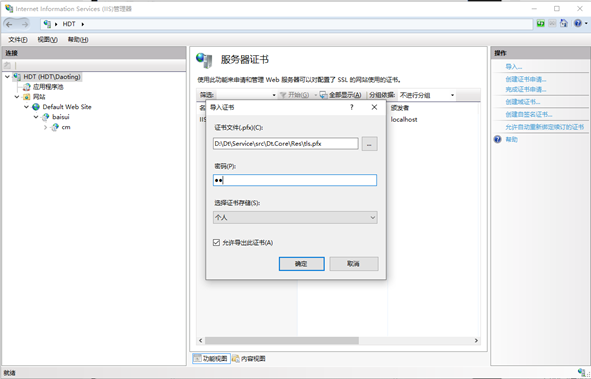 Internet Information Services (IIS)管理器
HDT
文件(F) 视图(V) 帮助(H)
连接
HDT (HDT\Daoting)
应用程序池
网站
Default Web Site
baisui
cm
服务器证书
使用此功能来申请和管理 Web 服务器可以对配置了 SSL 的网站使用的证书。
筛选: 开始(G) 全部显示(A) 分组依据: 不进行分组
颁发者
IIS localhost
导入证书
证书文件(.pfx)(C):
D:\Dt\Service\src\Dt.Core\Res\tls.pfx
...
密码(P):
选择证书存储(S):
个人
允许导出此证书(A)
确定 取消
功能视图 内容视图
操作
导入...
创建证书申请...
完成证书申请...
创建域证书...
创建自签名证书...
允许自动重新绑定续订的证书
帮助
就绪